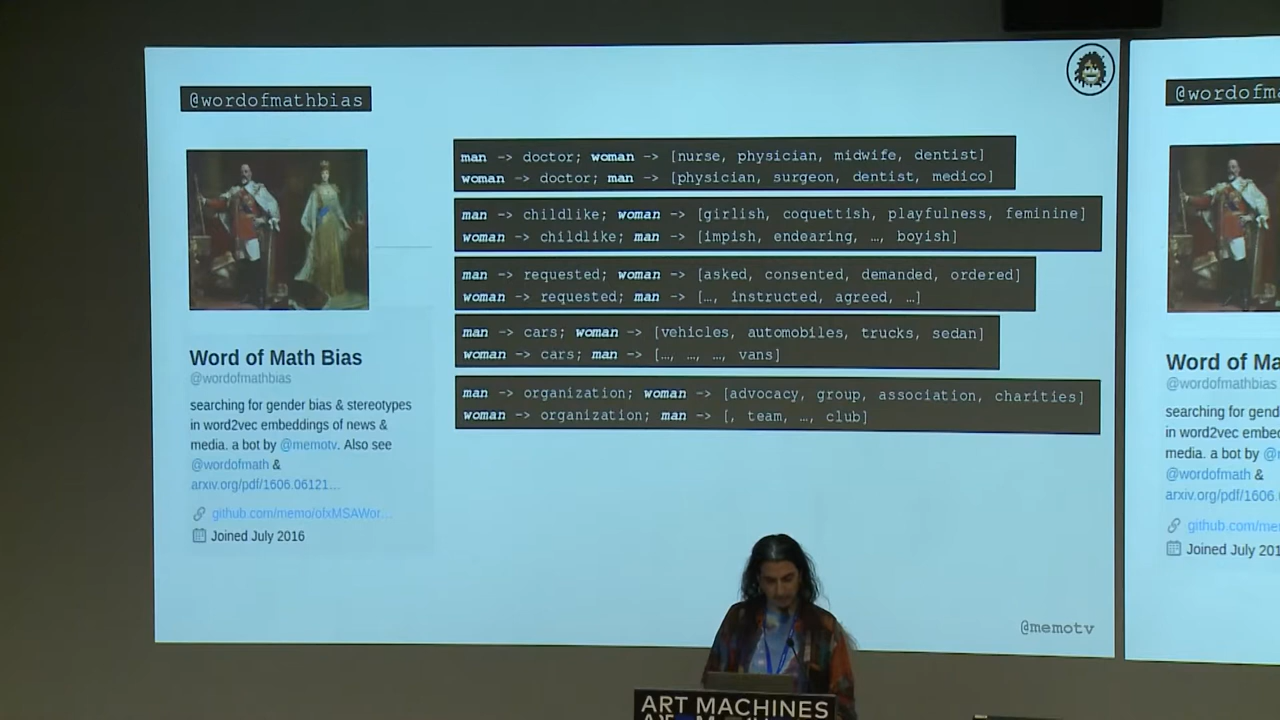 @wordofmathbias
man -> doctor; woman -> [nurse, physician, midwife, dentist]
woman -> doctor; man -> [physician, surgeon, dentist, medico]
man -> childlike; woman -> [girlish, coquettish, playfulness, feminine]
woman -> childlike; man -> [impish, endearing, …, boyish]
man -> requested; woman -> [asked, consented, demanded, ordered]
woman -> requested; man -> […, instructed, agreed, …]
man -> cars; woman -> [vehicles, automobiles, trucks, sedan]
woman -> cars; man -> […, …, …, vans]
man -> organization; woman -> [advocacy, group, association, charities]
woman -> organization; man -> [, team, …, club]
Word of Math Bias
@wordofmathbias
searching for gender bias & stereotypes
in word2vec embeddings of news &
media. a bot by @memotv. Also see
@wordofmath &
arxiv.org/pdf/1606.06121…
github.com/memo/ofxMSAWor…
Joined July 2016
@memotv
@wordofma
Word of Ma
@wordofmathbias
searching for gend
in word2vec embe
media. a bot by @
@wordofmath &
arxiv.org/pdf/1606.
github.com/me
Joined July 201
ART MACHINES